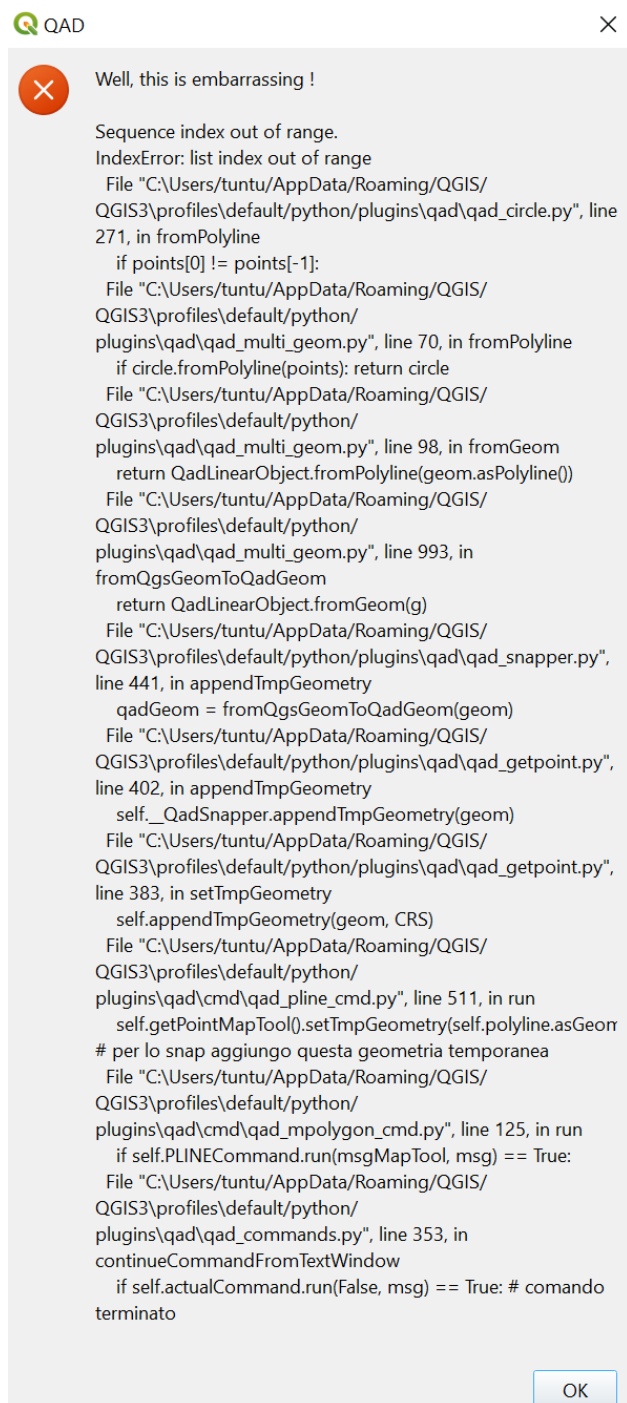 QAD
Well, this is embarrassing !
Sequence index out of range.
IndexError: list index out of range
File "C:\Users/tuntu/AppData/Roaming/QGIS/
QGIS3\profiles\default/python/plugins\qad\qad_circle.py", line
271, in fromPolyline
if points[0] != points[-1]:
File "C:\Users/tuntu/AppData/Roaming/QGIS/
QGIS3\profiles\default/python/
plugins\qad\qad_multi_geom.py", line 70, in fromPolyline
if circle.fromPolyline(points): return circle
File "C:\Users/tuntu/AppData/Roaming/QGIS/
QGIS3\profiles\default/python/
plugins\qad\qad_multi_geom.py", line 98, in fromGeom
return QadLinearObject.fromPolyline(geom.asPolyline())
File "C:\Users/tuntu/AppData/Roaming/QGIS/
QGIS3\profiles\default/python/
plugins\qad\qad_multi_geom.py", line 993, in
fromQgsGeomToQadGeom
return QadLinearObject.fromGeom(g)
File "C:\Users/tuntu/AppData/Roaming/QGIS/
QGIS3\profiles\default/python/plugins\qad\qad_snapper.py",
line 441, in appendTmpGeometry
qadGeom = fromQgsGeomToQadGeom(geom)
File "C:\Users/tuntu/AppData/Roaming/QGIS/
QGIS3\profiles\default/python/plugins\qad\qad_getpoint.py",
line 402, in appendTmpGeometry
self.__QadSnapper.appendTmpGeometry(geom)
File "C:\Users/tuntu/AppData/Roaming/QGIS/
QGIS3\profiles\default/python/plugins\qad\qad_getpoint.py",
line 383, in setTmpGeometry
self.appendTmpGeometry(geom, CRS)
File "C:\Users/tuntu/AppData/Roaming/QGIS/
QGIS3\profiles\default/python/
plugins\qad\cmd\qad_pline_cmd.py", line 511, in run
self.getPointMapTool().setTmpGeometry(self.polyline.asGeom
# per lo snap aggiungo questa geometria temporanea
File "C:\Users/tuntu/AppData/Roaming/QGIS/
QGIS3\profiles\default/python/
plugins\qad\cmd\qad_mpolygon_cmd.py", line 125, in run
if self.PLINECommand.run(msgMapTool, msg) == True:
File "C:\Users/tuntu/AppData/Roaming/QGIS/
QGIS3\profiles\default/python/
plugins\qad\qad_commands.py", line 353, in
continueCommandFromTextWindow
if self.actualCommand.run(False, msg) == True: # comando
terminato
OK